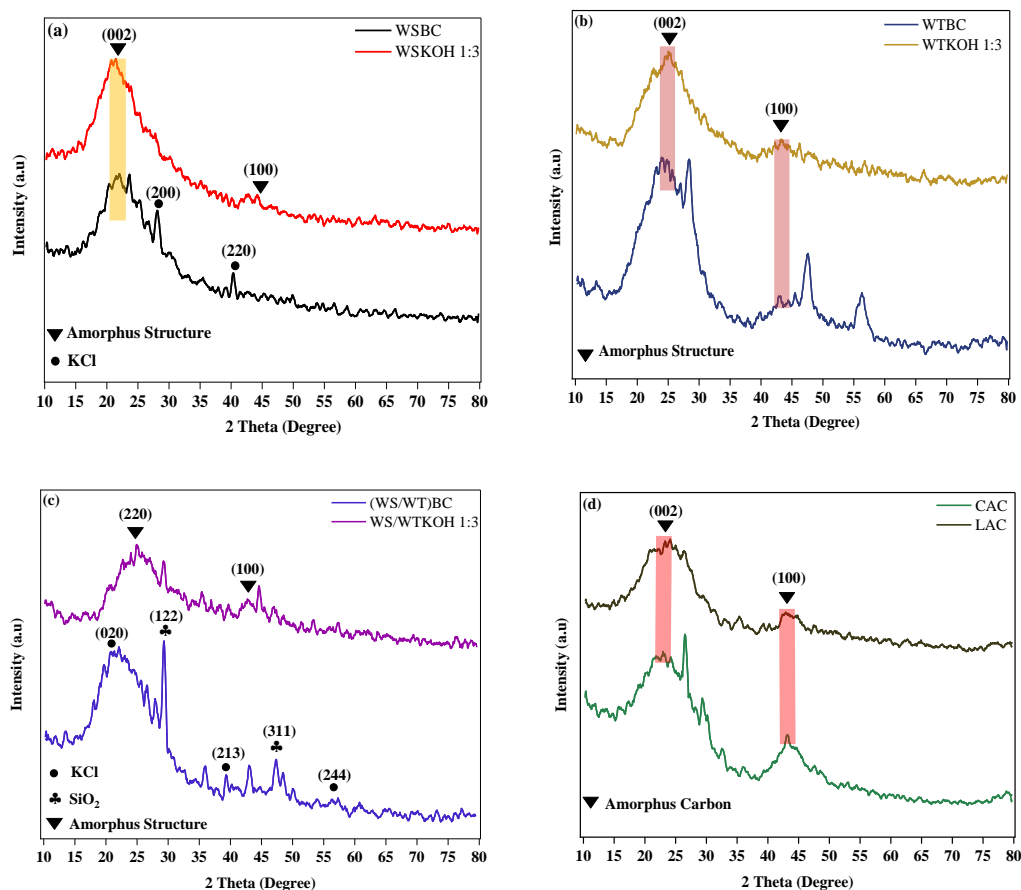 (a)
(002)
WSBC
WSKOH 1:3
(100)
(200)
(220)
Amorphus Structure
KCl
Intensity (a.u)
10 15 20 25 30 35 40 45 50 55 60 65 70 75 80
2 Theta (Degree)
(b)
(002)
WTBC
WTKOH 1:3
(100)
Amorphus Structure
Intensity (a.u)
10 15 20 25 30 35 40 45 50 55 60 65 70 75 80
2 Theta (Degree)
(c)
(WS/WT)BC
WS/WTKOH 1:3
(220)
(100)
(020)
(122)
(213)
(311)
(244)
KCl
SiO₂
Amorphus Structure
Intensity (a.u)
10 15 20 25 30 35 40 45 50 55 60 65 70 75 80
2 Theta (Degree)
(d)
(002)
CAC
LAC
(100)
Amorphus Carbon
Intensity (a.u)
10 15 20 25 30 35 40 45 50 55 60 65 70 75 80
2 Theta (Degree)